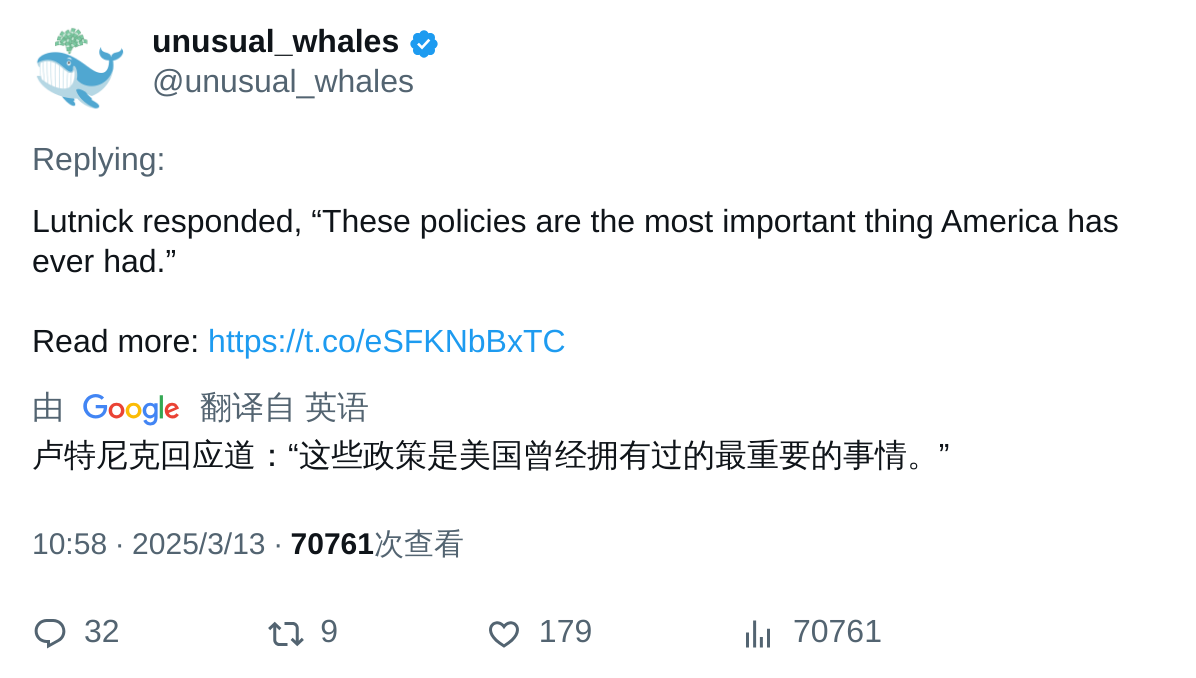 unusual_whales
@unusual_whales
Replying:
Lutnick responded, “These policies are the most important thing America has
ever had.”
Read more: https://t.co/eSFKNbBxTC
由 Google 翻译自 英语
卢特尼克回应道：“这些政策是美国曾经拥有过的最重要的事情。”
10:58 · 2025/3/13 · 70761次查看
32 9 179 70761